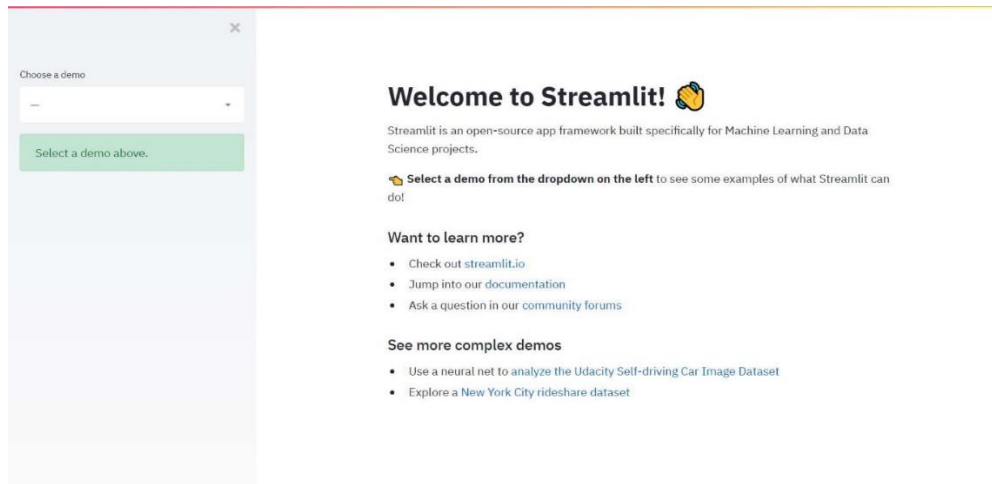 Choose a demo
—
Select a demo above.
Welcome to Streamlit! 👋
Streamlit is an open-source app framework built specifically for Machine Learning and Data
Science projects.
👈 Select a demo from the dropdown on the left to see some examples of what Streamlit can
do!
Want to learn more?
• Check out streamlit.io
• Jump into our documentation
• Ask a question in our community forums
See more complex demos
• Use a neural net to analyze the Udacity Self-driving Car Image Dataset
• Explore a New York City rideshare dataset